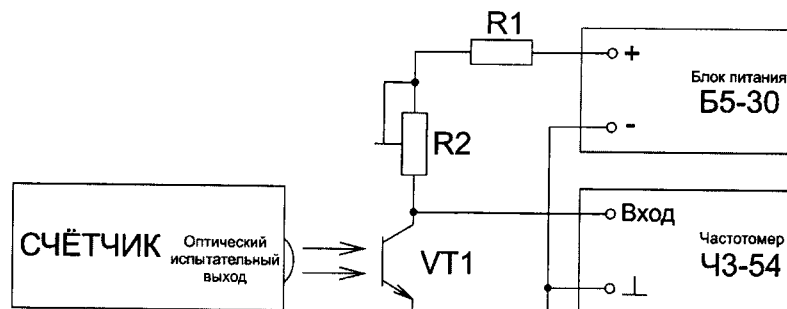 R1
+
Блок питания
Б5-30
-
R2
СЧЁТЧИК
Оптический
испытательный
выход
VT1
Вход
Частотомер
Ч3-54
⊥